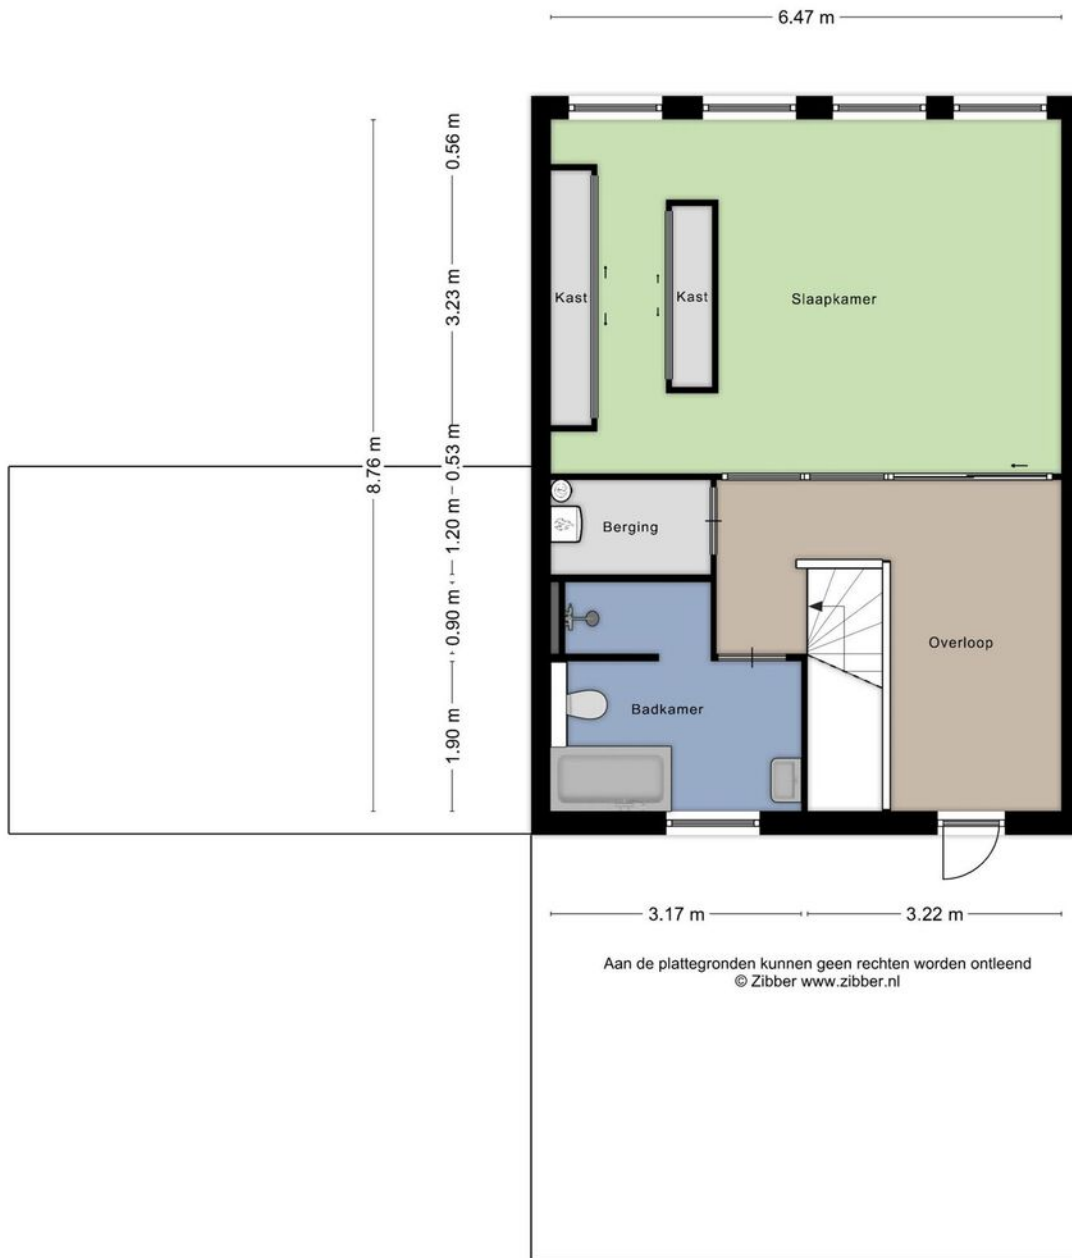 6.47 m
0.56 m
3.23 m
8.76 m
0.53 m
1.20 m
0.90 m
1.90 m
Kast
Kast
Slaapkamer
Berging
Overloop
Badkamer
3.17 m
3.22 m
Aan de plattegronden kunnen geen rechten worden ontleend
© Zibber www.zibber.nl